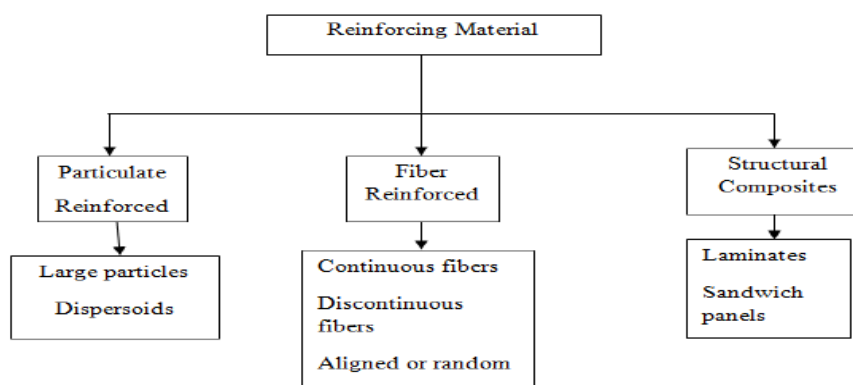 Reinforcing Material
Particulate
Reinforced
Fiber
Reinforced
Structural
Composites
Large particles
Dispersoids
Continuous fibers
Discontinuous
fibers
Aligned or random
Laminates
Sandwich
panels